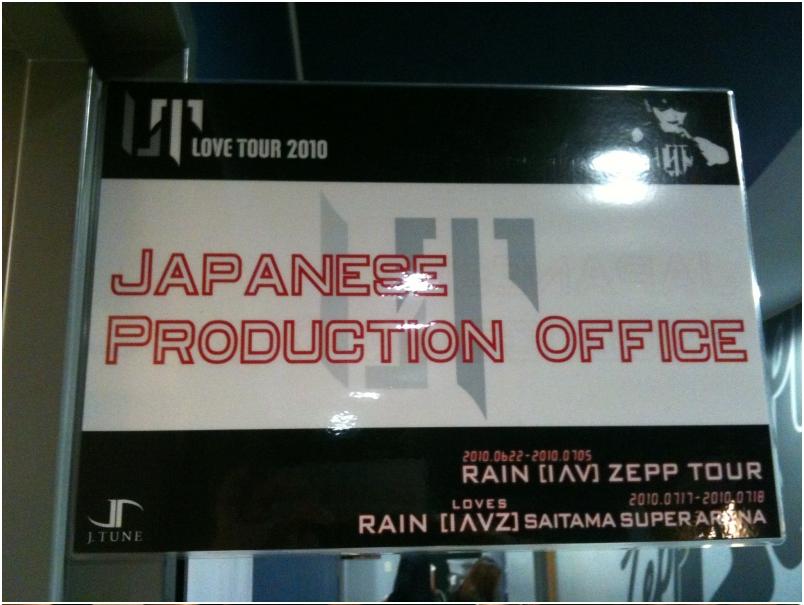 LOVE TOUR 2010
JAPANESE
PRODUCTION OFFICE
2010.0622-2010.0705
RAIN [IΛV] ZEPP TOUR
LOVES 2010.0717-2010.0718
RAIN [IΛVZ] SAITAMA SUPER ARENA
J.TUNE
Zepp